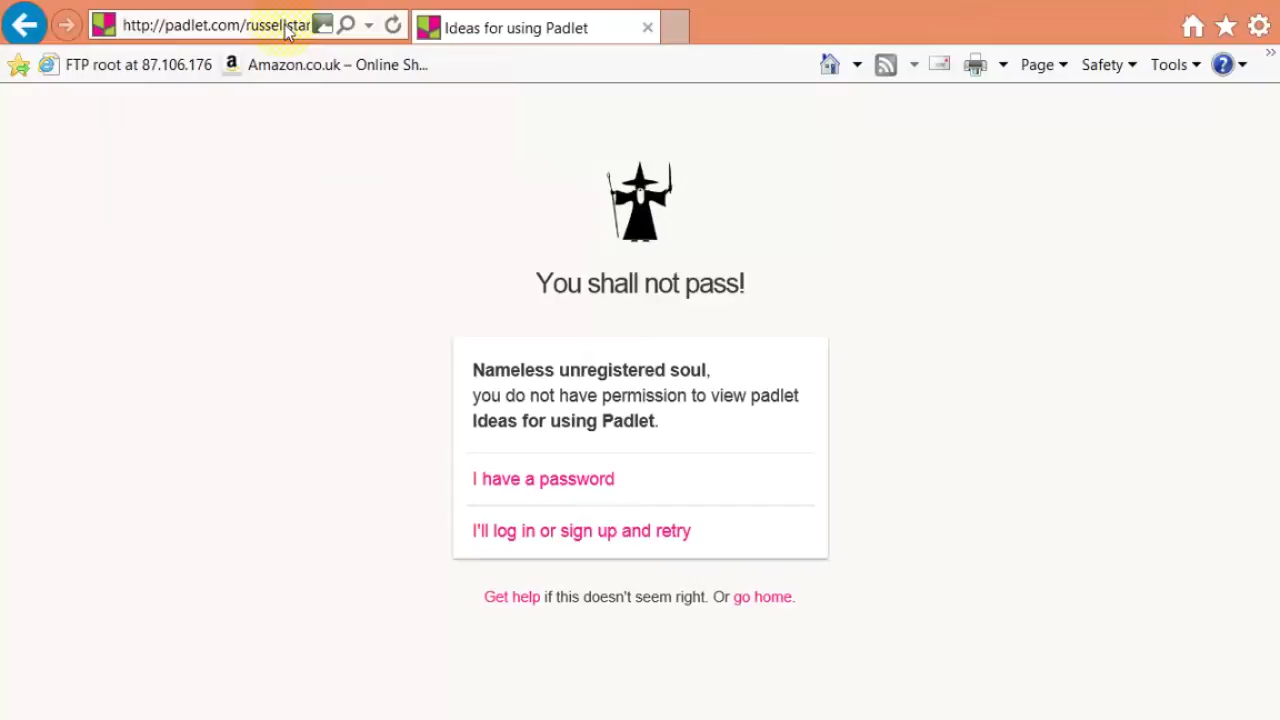 http://padlet.com/russellstar
Ideas for using Padlet
FTP root at 87.106.176
a Amazon.co.uk – Online Sh...
Page
Safety
Tools
?
You shall not pass!
Nameless unregistered soul,
you do not have permission to view padlet
Ideas for using Padlet.
I have a password
I'll log in or sign up and retry
Get help if this doesn't seem right. Or go home.